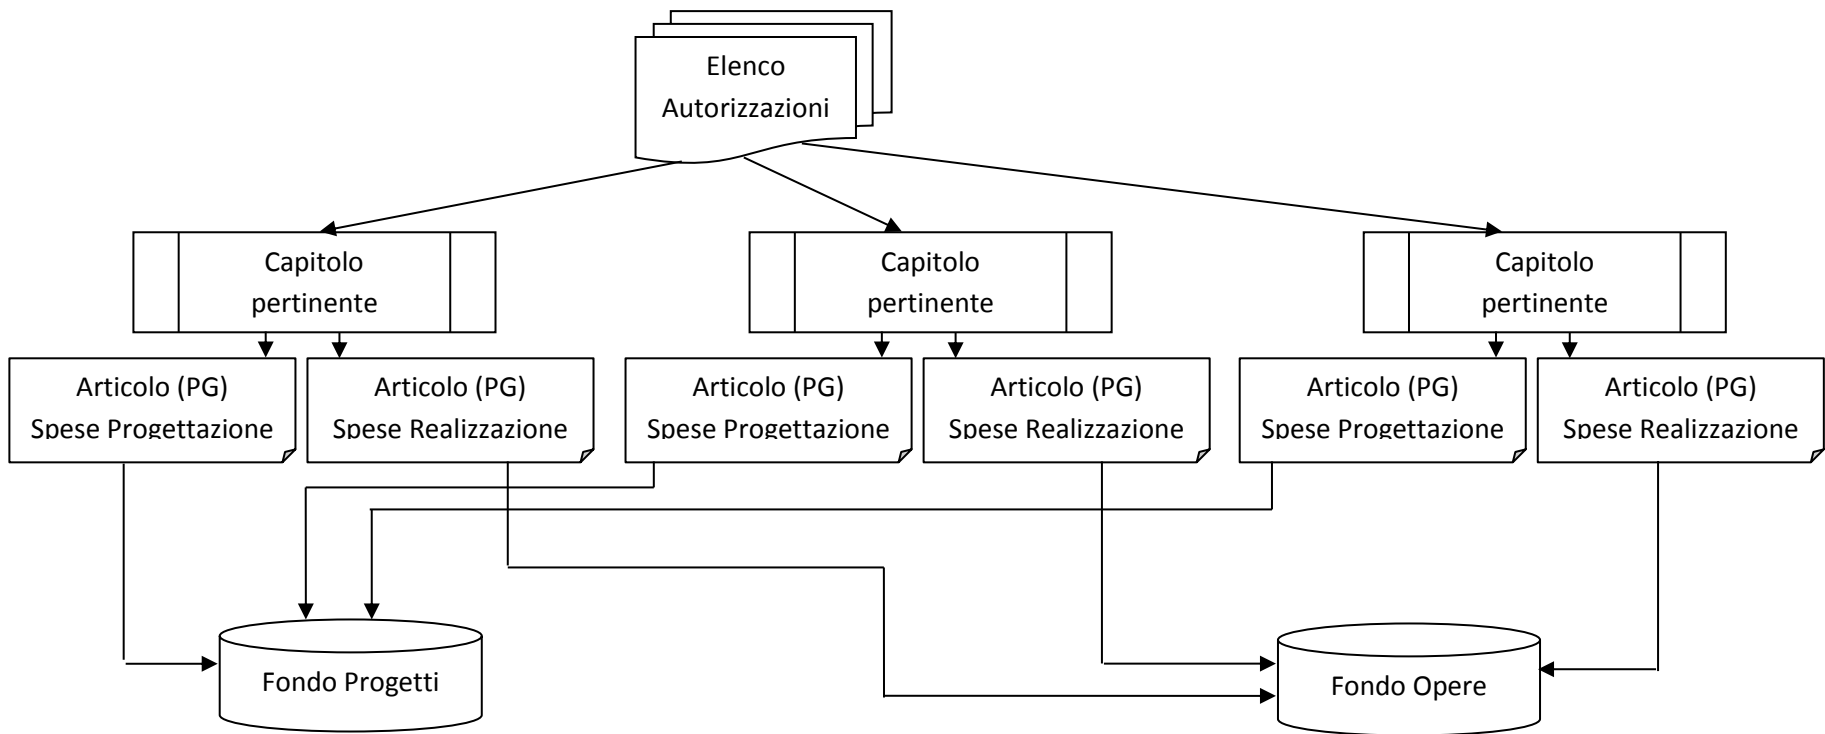 Elenco
Autorizzazioni
Capitolo
pertinente
Capitolo
pertinente
Capitolo
pertinente
Articolo (PG)
Spese Progettazione
Articolo (PG)
Spese Realizzazione
Articolo (PG)
Spese Progettazione
Articolo (PG)
Spese Realizzazione
Articolo (PG)
Spese Progettazione
Articolo (PG)
Spese Realizzazione
Fondo Progetti
Fondo Opere